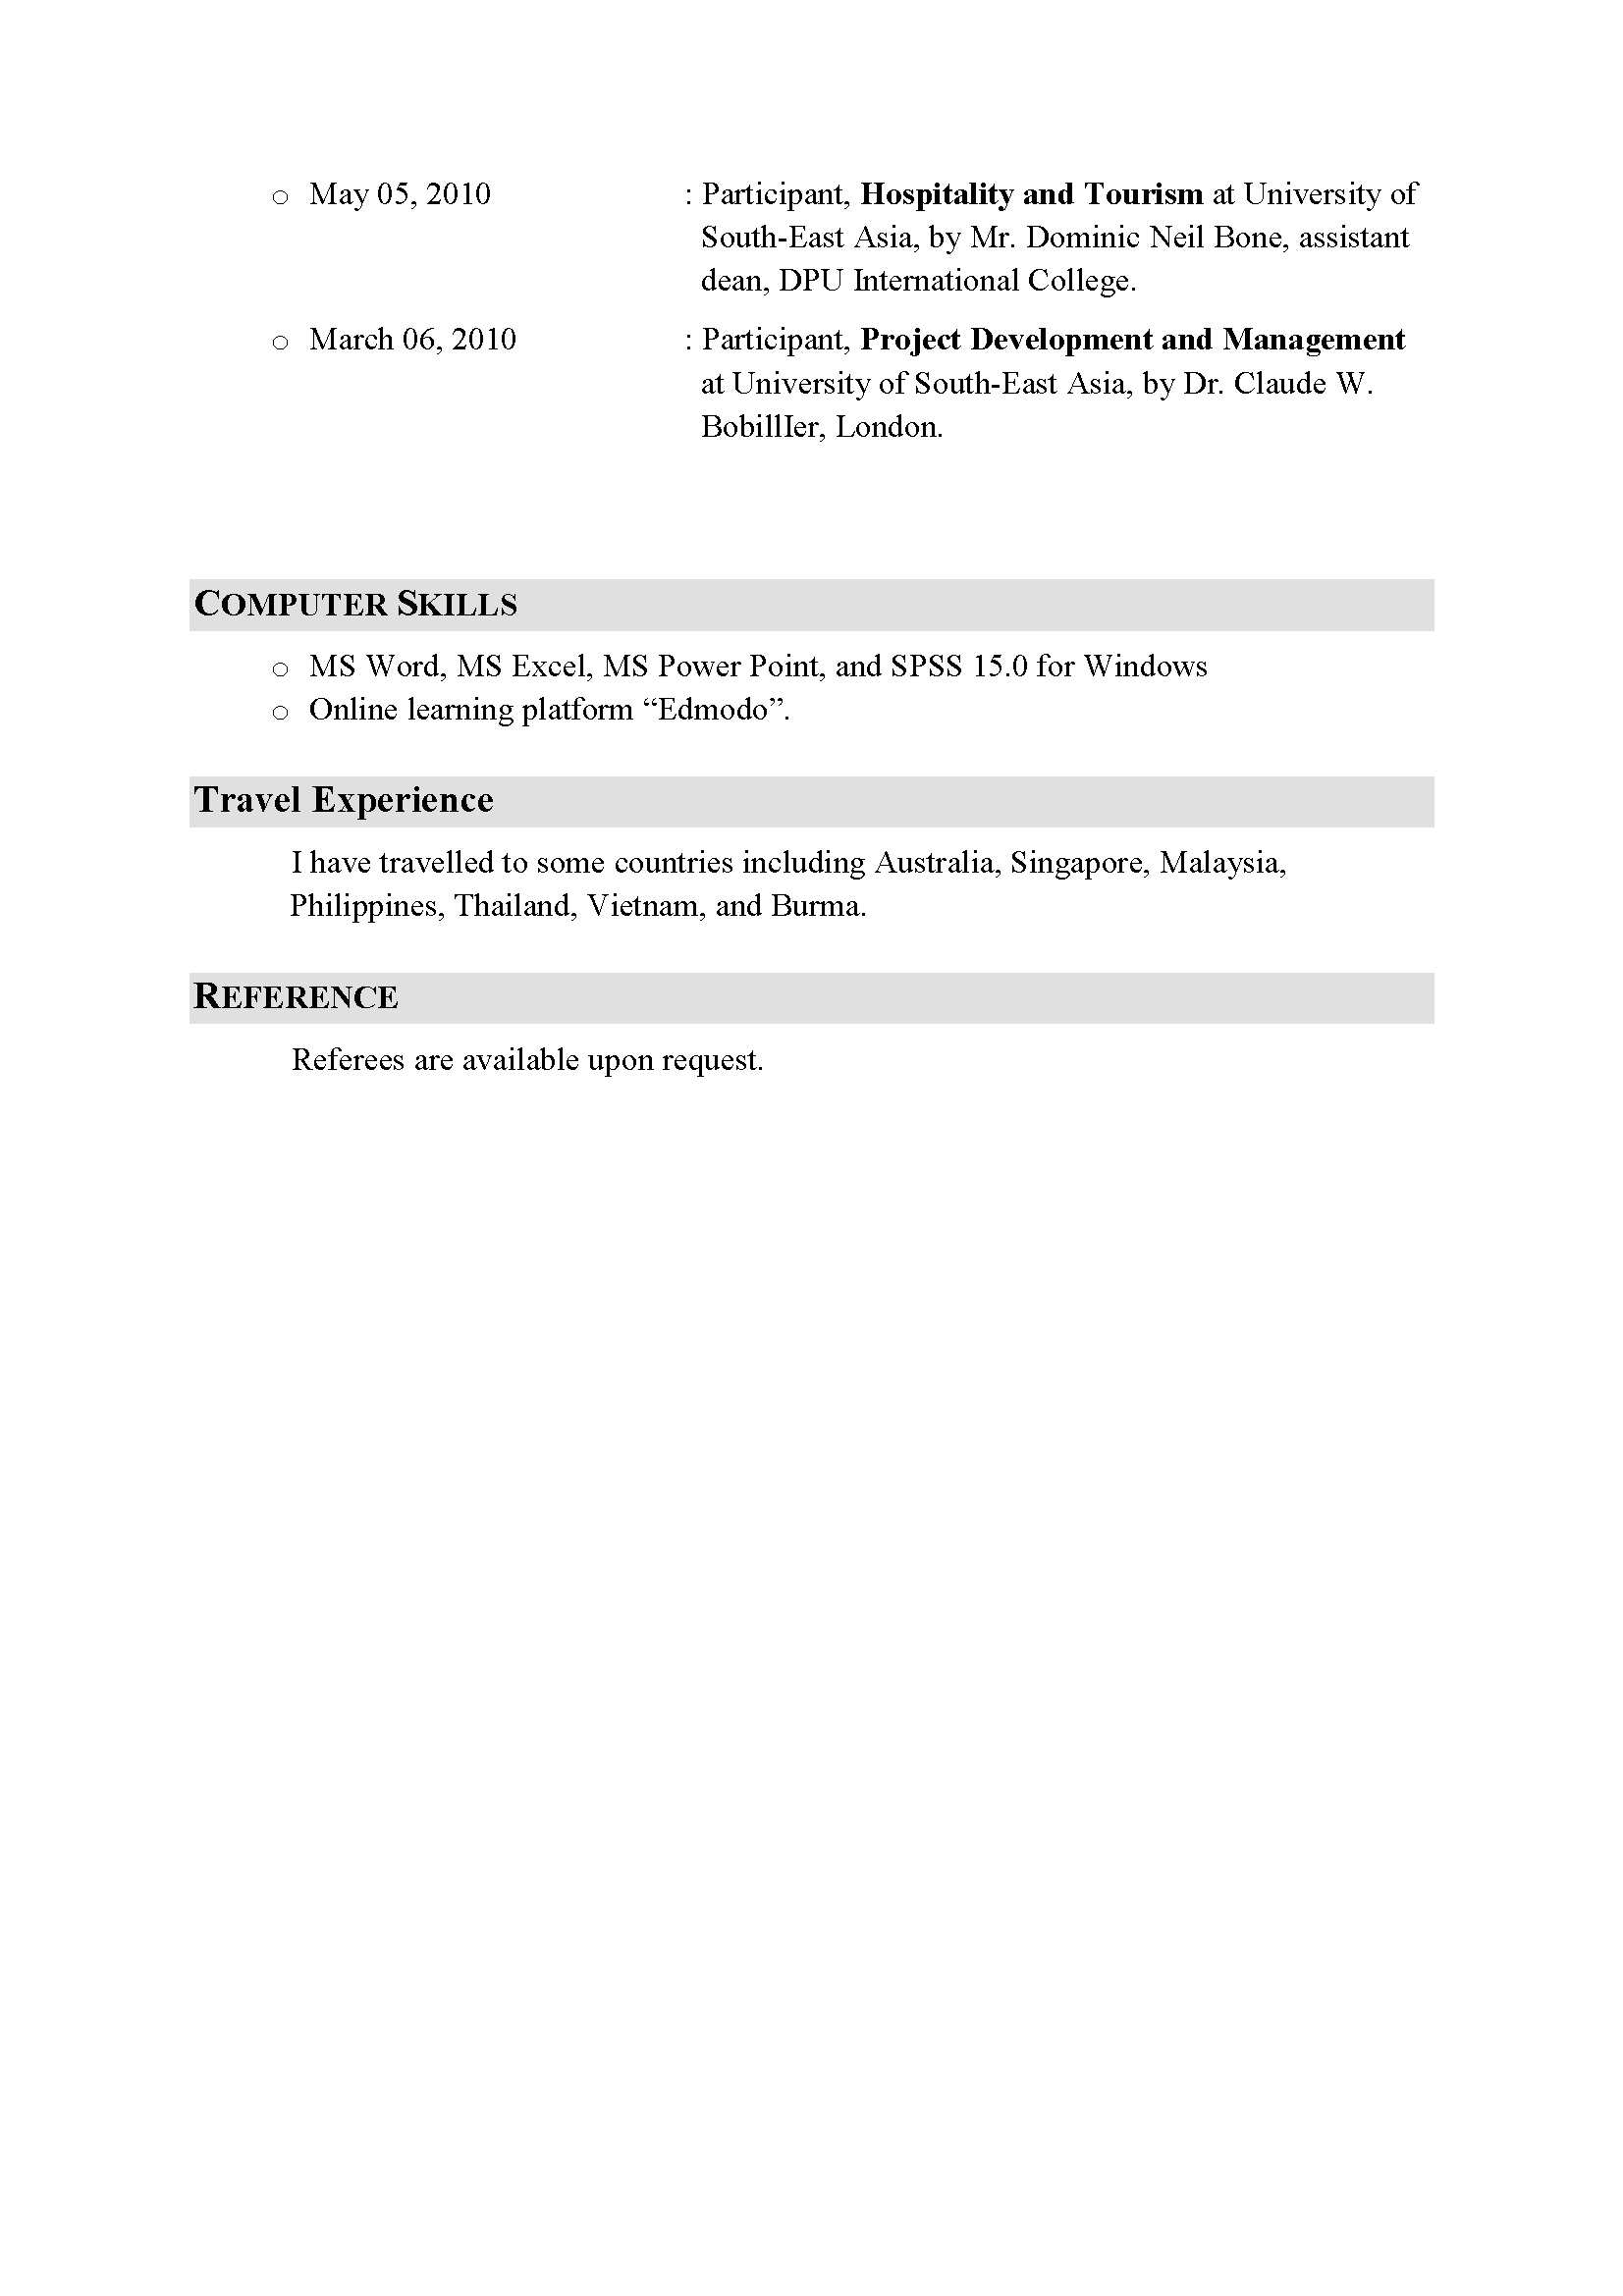 o May 05, 2010 : Participant, Hospitality and Tourism at University of
South-East Asia, by Mr. Dominic Neil Bone, assistant
dean, DPU International College.
o March 06, 2010 : Participant, Project Development and Management
at University of South-East Asia, by Dr. Claude W.
BobillIer, London.
COMPUTER SKILLS
o MS Word, MS Excel, MS Power Point, and SPSS 15.0 for Windows
o Online learning platform “Edmodo”.
Travel Experience
I have travelled to some countries including Australia, Singapore, Malaysia,
Philippines, Thailand, Vietnam, and Burma.
REFERENCE
Referees are available upon request.